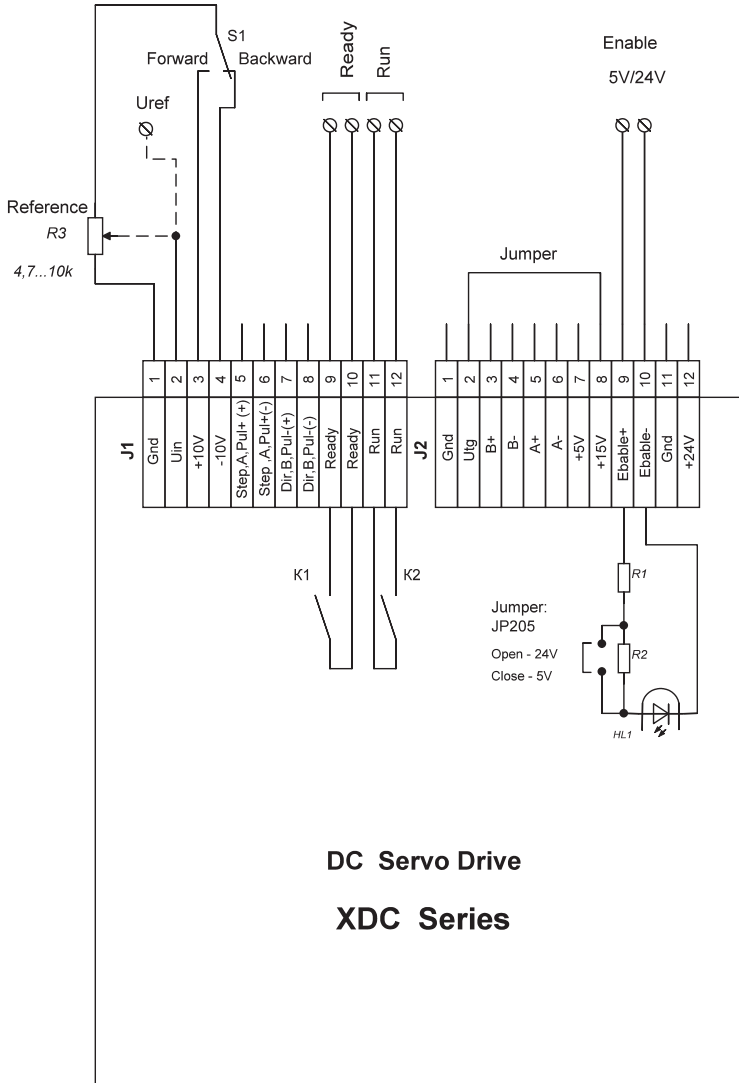 S1
Forward
Backward
Ready
Run
Enable
5V/24V
Uref
Reference
R3
4,7...10k
Jumper
J1
1
2
3
4
5
6
7
8
9
10
11
12
Gnd
Uin
+10V
-10V
Step,A,Pul+ (+)
Step ,A,Pul+(-)
Dir,B,Pul-(+)
Dir,B,Pul-(-)
Ready
Ready
Run
Run
J2
1
2
3
4
5
6
7
8
9
10
11
12
Gnd
Utg
B+
B-
A+
A-
+5V
+15V
Ebable+
Ebable-
Gnd
+24V
K1
K2
R1
Jumper:
JP205
Open - 24V
Close - 5V
R2
HL1
DC Servo Drive
XDC Series